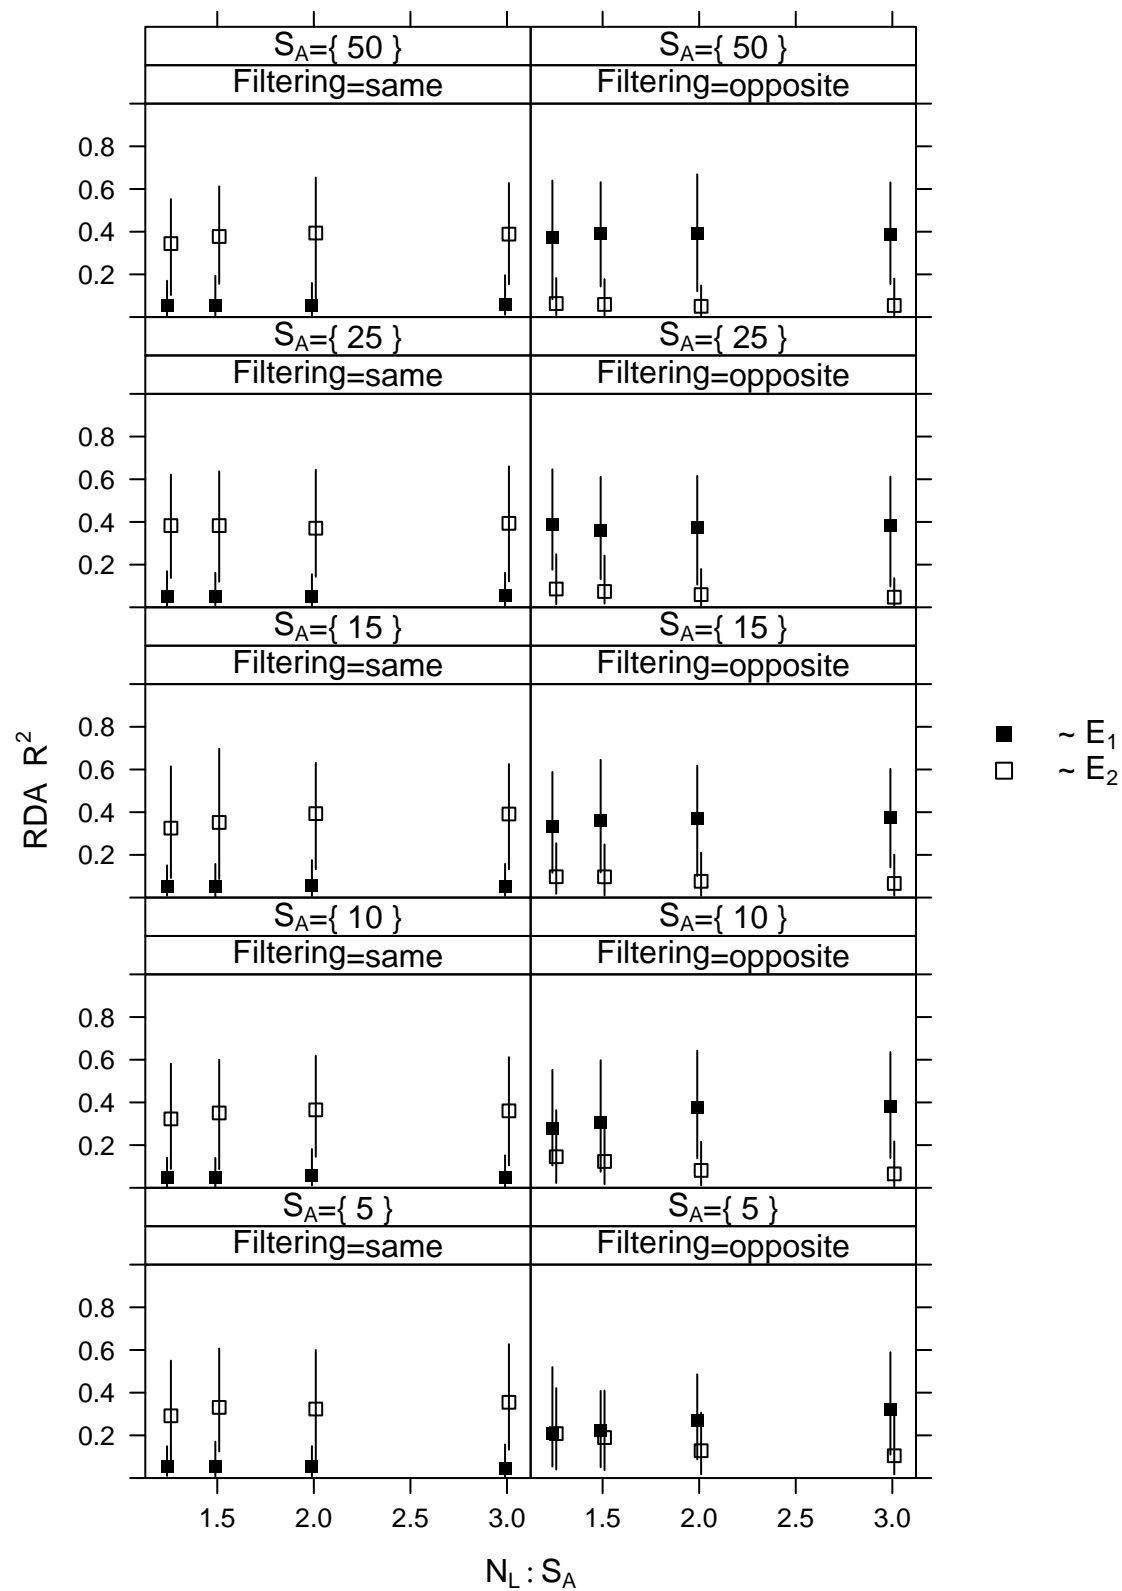 S_A={ 50 } S_A={ 50 }
Filtering=same Filtering=opposite
0.8
0.6
0.4
0.2
S_A={ 25 } S_A={ 25 }
Filtering=same Filtering=opposite
0.8
0.6
0.4
0.2
S_A={ 15 } S_A={ 15 }
Filtering=same Filtering=opposite
0.8
0.6
0.4
0.2
S_A={ 10 } S_A={ 10 }
Filtering=same Filtering=opposite
0.8
0.6
0.4
0.2
S_A={ 5 } S_A={ 5 }
Filtering=same Filtering=opposite
0.8
0.6
0.4
0.2
1.5 2.0 2.5 3.0 1.5 2.0 2.5 3.0
N_L : S_A
RDA R²
~ E₁
~ E₂